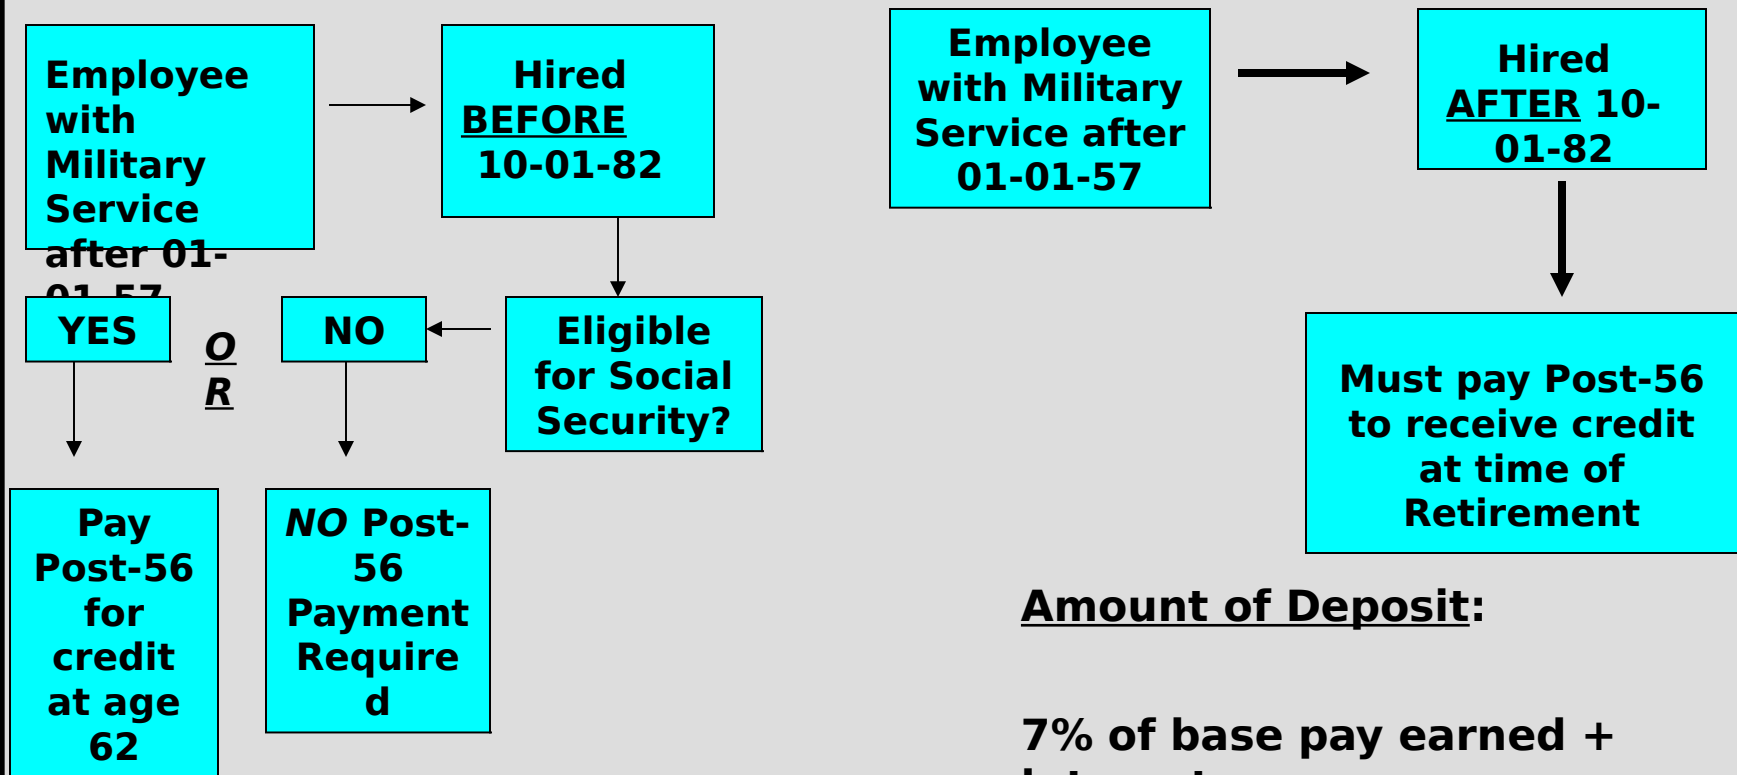 Employee
with
Military
Service
after 01-
01-57
Hired
BEFORE
10-01-82
Employee
with Military
Service after
01-01-57
Hired
AFTER 10-
01-82
YES
O
R
NO
Eligible
for Social
Security?
Must pay Post-56
to receive credit
at time of
Retirement
Pay
Post-56
for
credit
at age
62
NO Post-
56
Payment
Require
d
Amount of Deposit:
7% of base pay earned +